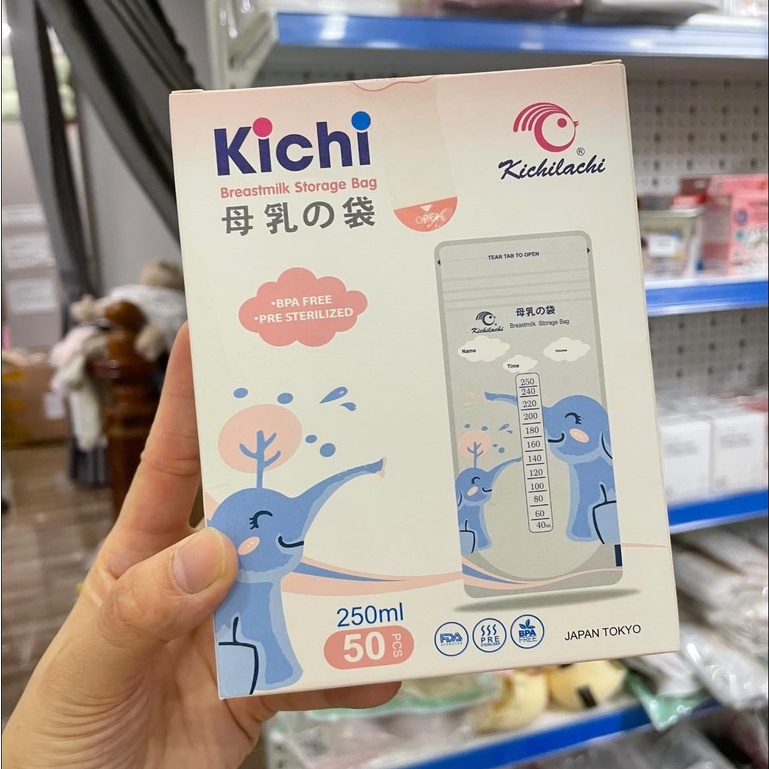 Kichi
Breastmilk Storage Bag
母乳の袋
OPEN
Kichilachi
®
•BPA FREE
•PRE STERILIZED
TEAR TAB TO OPEN
Kichilachi
®
母乳の袋
Breastmilk Storage Bag
Name
Volume
Time
250
240
220
200
180
160
140
120
100
80
60
40ML
250ml
50 PCS
FDA
PRE
BPA
FREE
JAPAN TOKYO